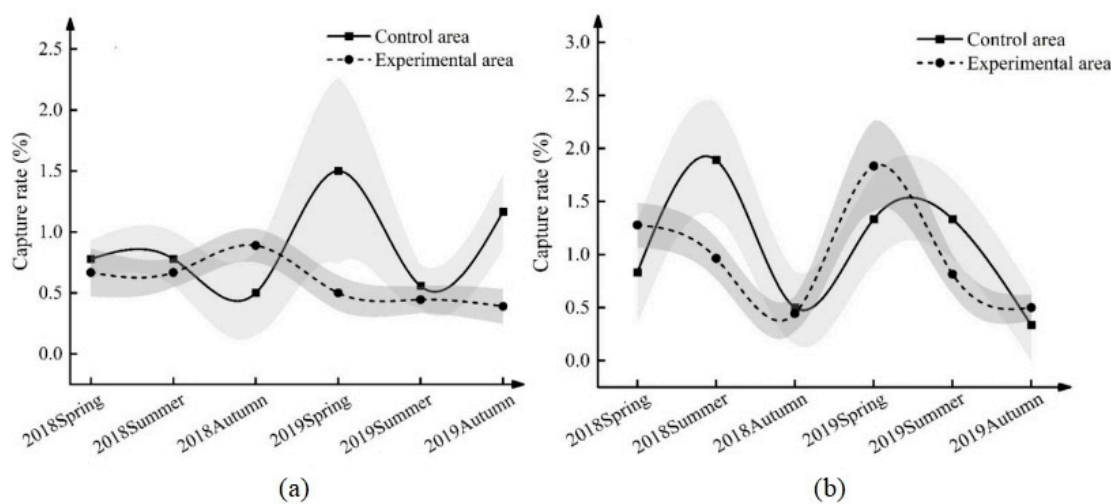 Control area
Experimental area
Capture rate (%)
2.5
2.0
1.5
1.0
0.5
0.0
2018Spring
2018Summer
2018Autumn
2019Spring
2019Summer
2019Autumn
(a)
Control area
Experimental area
Capture rate (%)
3.0
2.5
2.0
1.5
1.0
0.5
0.0
2018Spring
2018Summer
2018Autumn
2019Spring
2019Summer
2019Autumn
(b)